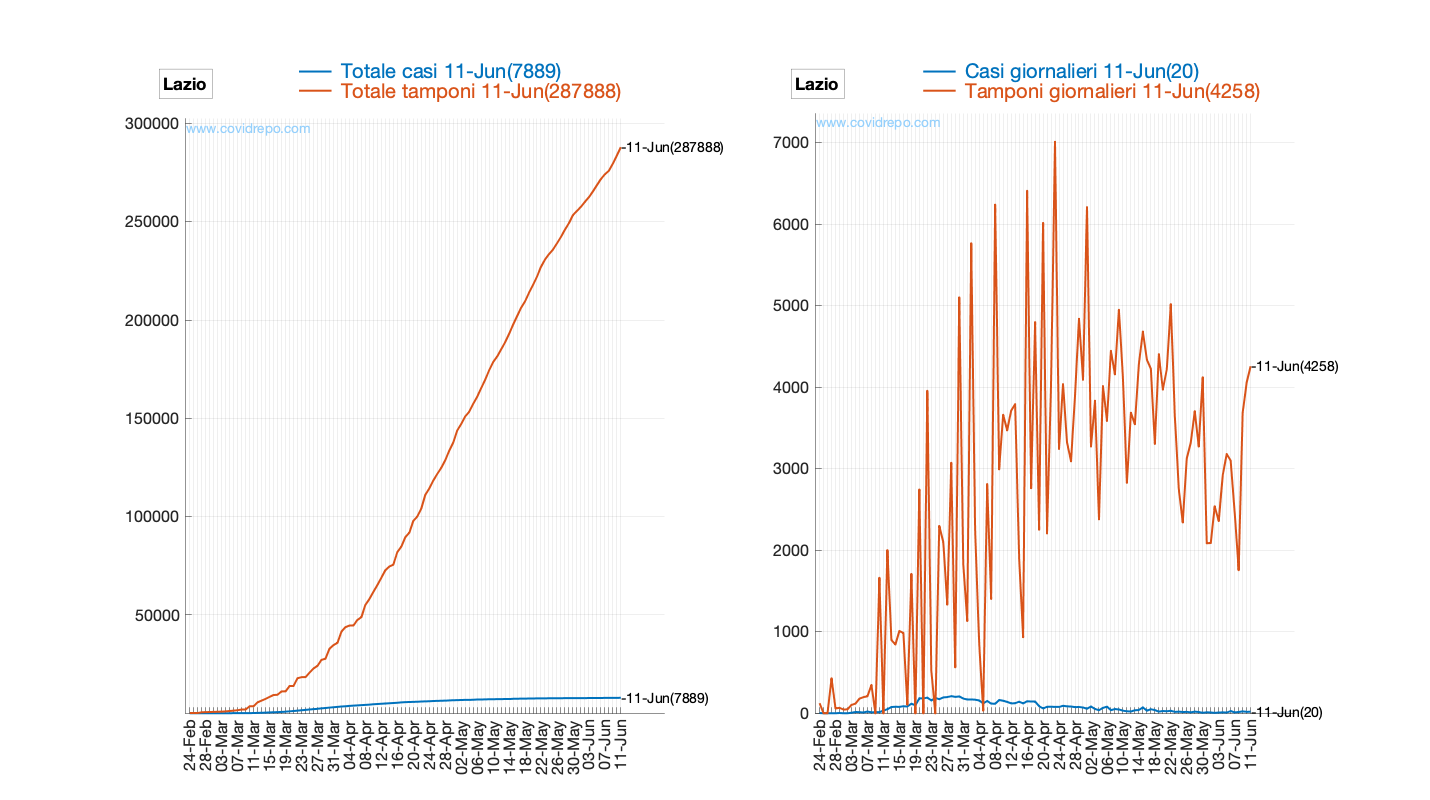 Lazio
Totale casi 11-Jun(7889)
Totale tamponi 11-Jun(287888)
www.covidrepo.com
300000
250000
200000
150000
100000
50000
-11-Jun(287888)
-11-Jun(7889)
24-Feb
28-Feb
03-Mar
07-Mar
11-Mar
15-Mar
19-Mar
23-Mar
27-Mar
31-Mar
04-Apr
08-Apr
12-Apr
16-Apr
20-Apr
24-Apr
28-Apr
02-May
06-May
10-May
14-May
18-May
22-May
26-May
30-May
03-Jun
07-Jun
11-Jun
Lazio
Casi giornalieri 11-Jun(20)
Tamponi giornalieri 11-Jun(4258)
www.covidrepo.com
7000
6000
5000
4000
3000
2000
1000
0
-11-Jun(4258)
-11-Jun(20)
24-Feb
28-Feb
03-Mar
07-Mar
11-Mar
15-Mar
19-Mar
23-Mar
27-Mar
31-Mar
04-Apr
08-Apr
12-Apr
16-Apr
20-Apr
24-Apr
28-Apr
02-May
06-May
10-May
14-May
18-May
22-May
26-May
30-May
03-Jun
07-Jun
11-Jun